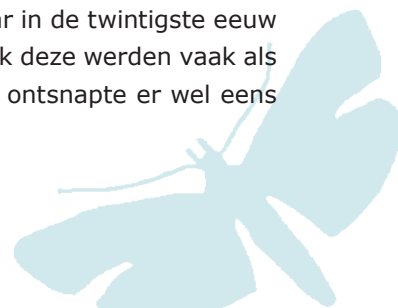 r in de twintigste eeuw
k deze werden vaak als
ontsnapte er wel eens